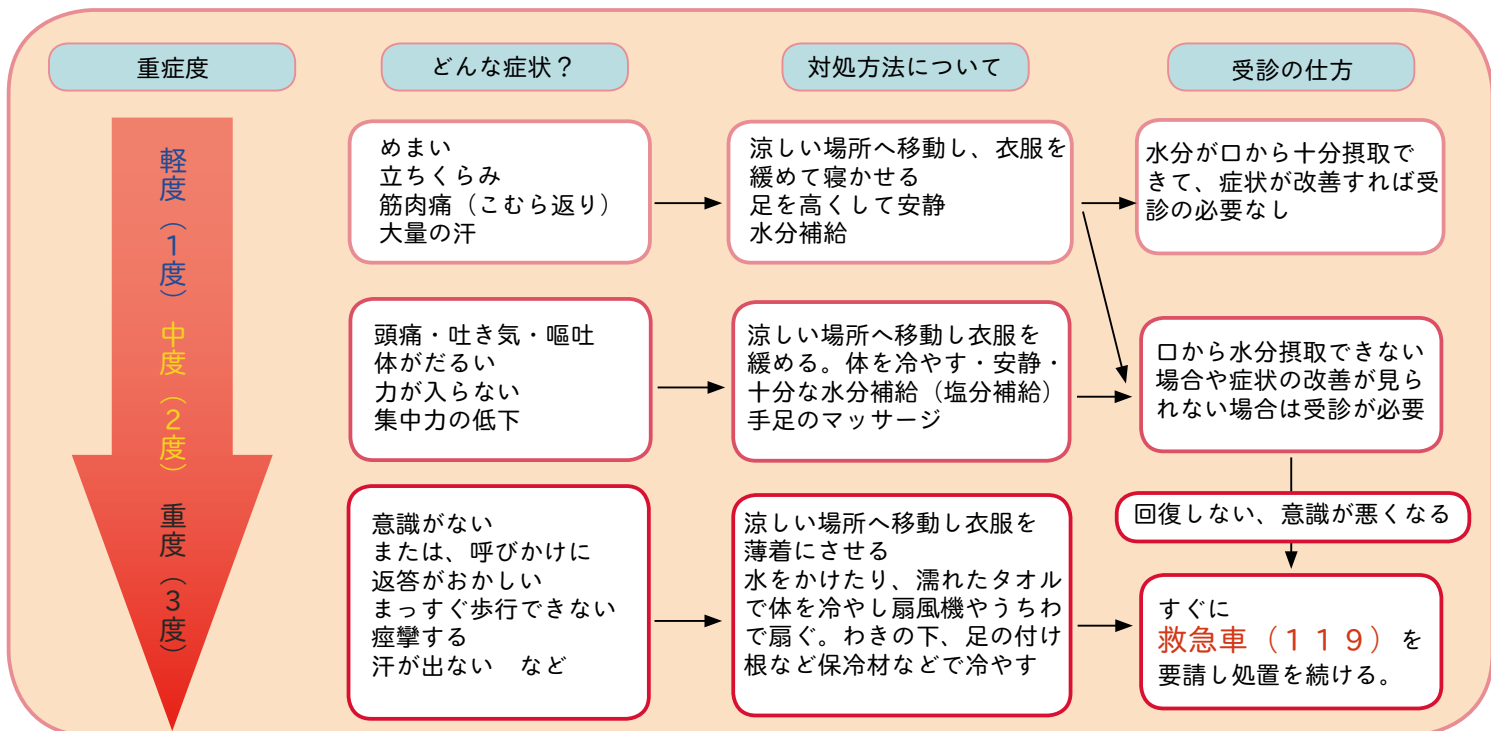 重症度
どんな症状？
対処方法について
受診の仕方
軽度（１度）
中度（２度）
重度（３度）
めまい
立ちくらみ
筋肉痛（こむら返り）
大量の汗
涼しい場所へ移動し、衣服を
緩めて寝かせる
足を高くして安静
水分補給
水分が口から十分摂取で
きて、症状が改善すれば受
診の必要なし
頭痛・吐き気・嘔吐
体がだるい
力が入らない
集中力の低下
涼しい場所へ移動し衣服を
緩める。体を冷やす・安静・
十分な水分補給（塩分補給）
手足のマッサージ
口から水分摂取できない
場合や症状の改善が見ら
れない場合は受診が必要
回復しない、意識が悪くなる
意識がない
または、呼びかけに
返答がおかしい
まっすぐ歩行できない
痙攣する
汗が出ない　など
涼しい場所へ移動し衣服を
薄着にさせる
水をかけたり、濡れたタオル
で体を冷やし扇風機やうちわ
で扇ぐ。わきの下、足の付け
根など保冷材などで冷やす
すぐに
救急車（１１９）を
要請し処置を続ける。